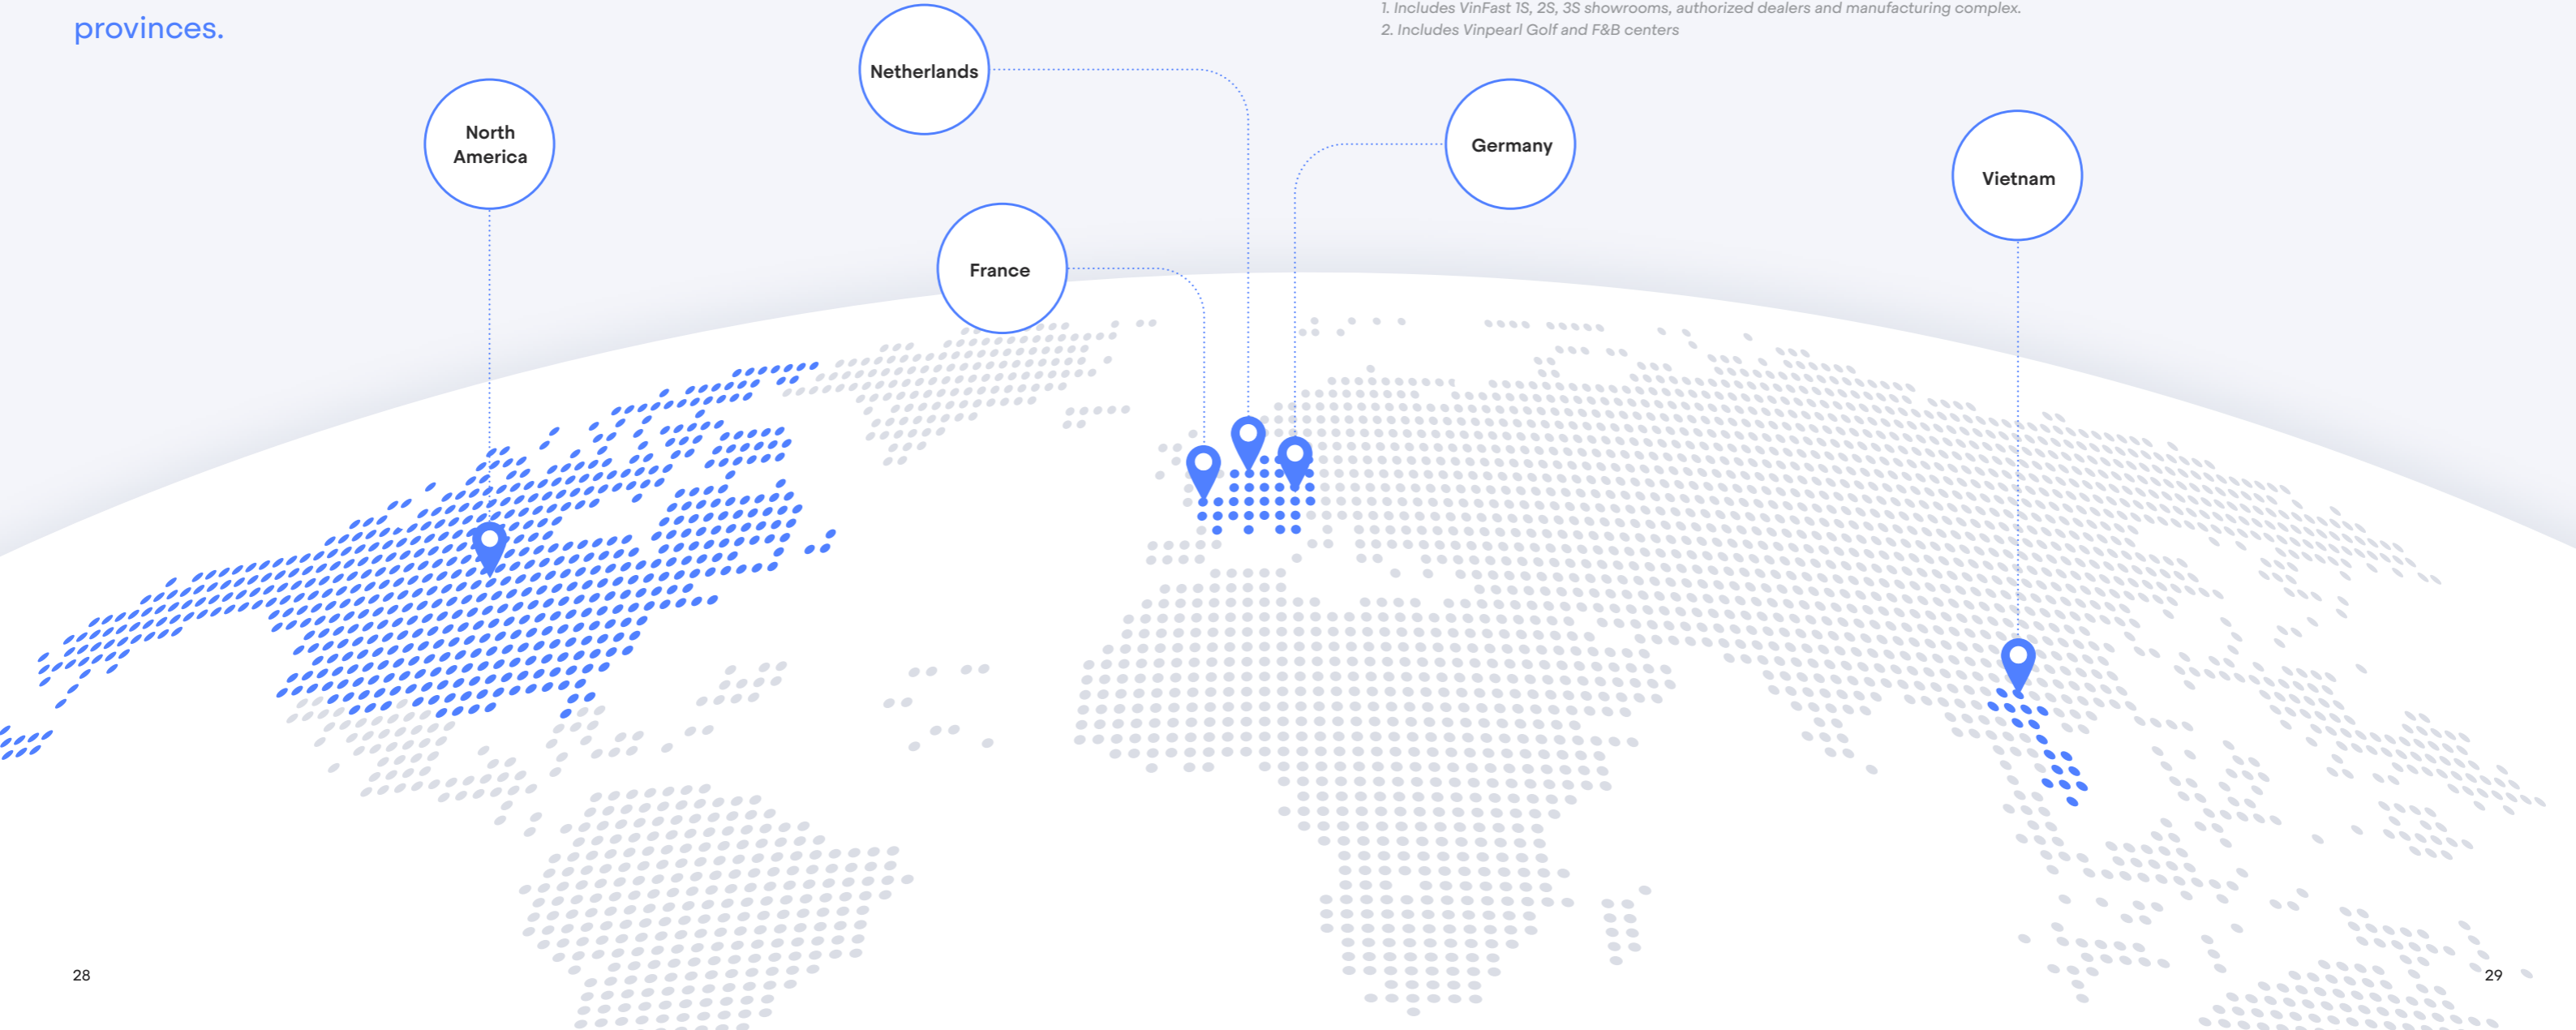 provinces.
1. Includes VinFast 1S, 2S, 3S showrooms, authorized dealers and manufacturing complex.
2. Includes Vinpearl Golf and F&B centers
North
America
Netherlands
France
Germany
Vietnam
28
29